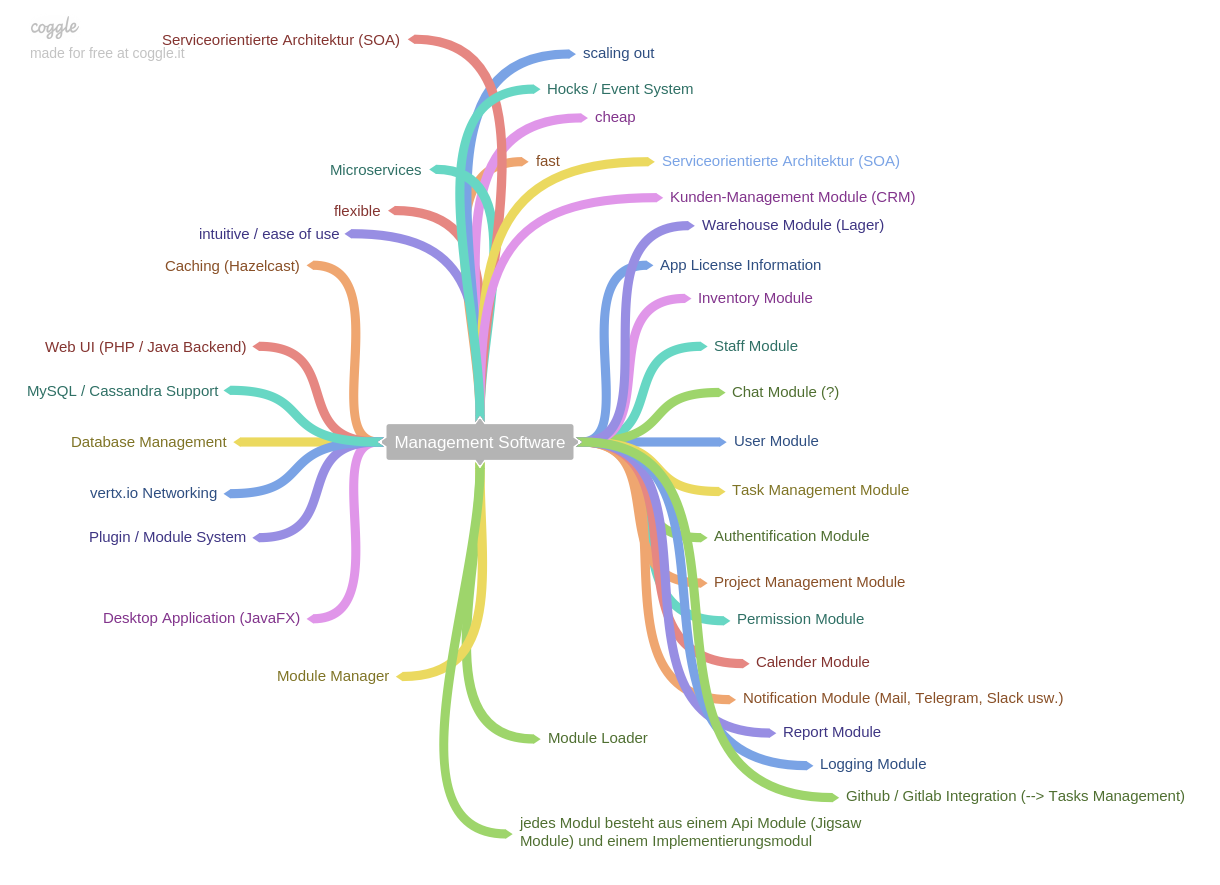 coggle
made for free at coggle.it
Serviceorientierte Architektur (SOA)
scaling out
Hocks / Event System
cheap
fast
Serviceorientierte Architektur (SOA)
Microservices
Kunden-Management Module (CRM)
flexible
Warehouse Module (Lager)
intuitive / ease of use
Caching (Hazelcast)
App License Information
Inventory Module
Web UI (PHP / Java Backend)
Staff Module
MySQL / Cassandra Support
Chat Module (?)
Database Management
Management Software
User Module
vertx.io Networking
Task Management Module
Plugin / Module System
Authentification Module
Project Management Module
Desktop Application (JavaFX)
Permission Module
Calender Module
Module Manager
Notification Module (Mail, Telegram, Slack usw.)
Report Module
Module Loader
Logging Module
Github / Gitlab Integration (--> Tasks Management)
jedes Modul besteht aus einem Api Module (Jigsaw
Module) und einem Implementierungsmodul